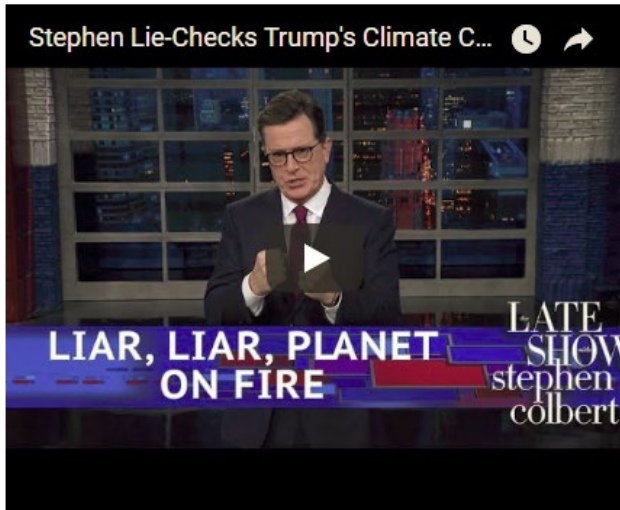 Stephen Lie-Checks Trump's Climate C...
LIAR, LIAR, PLANET
ON FIRE
LATE
SHOW
stephen
colbert